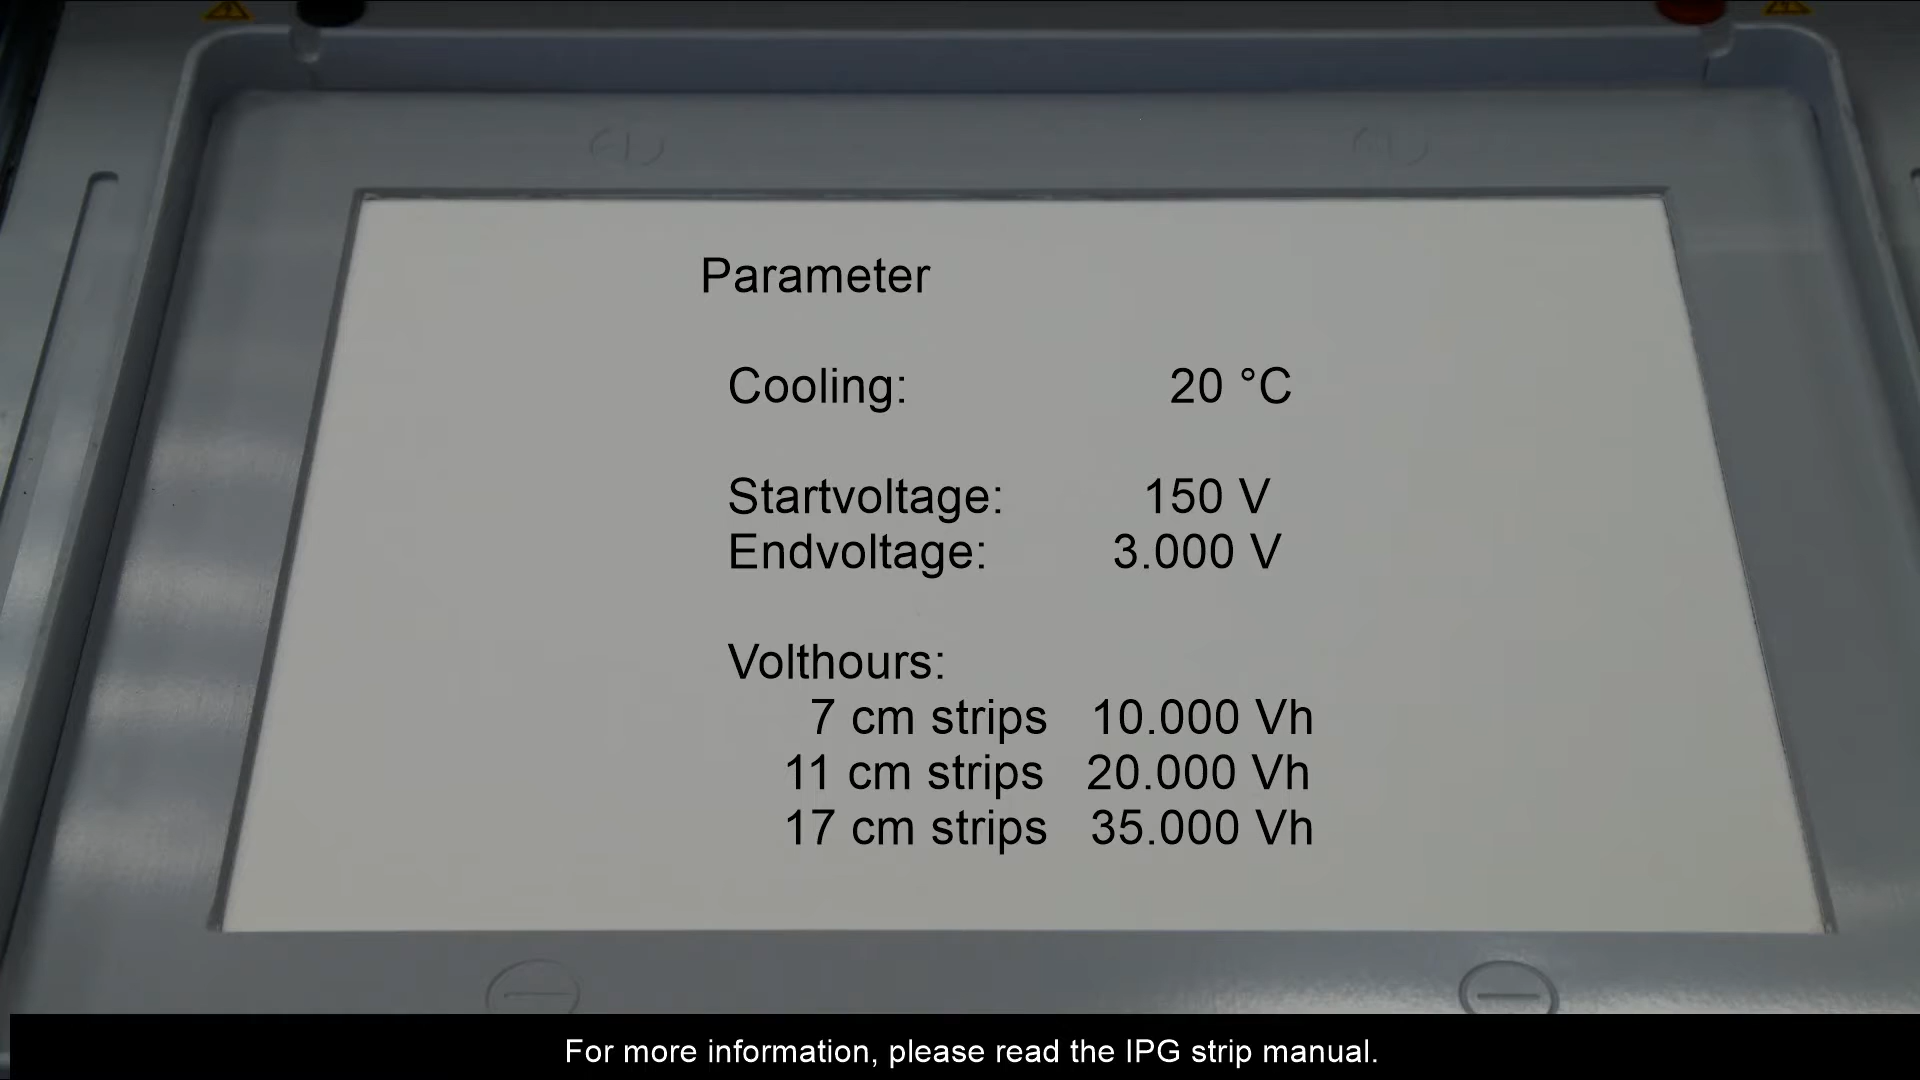 Parameter
Cooling: 20 °C
Startvoltage: 150 V
Endvoltage: 3.000 V
Volthours:
7 cm strips 10.000 Vh
11 cm strips 20.000 Vh
17 cm strips 35.000 Vh
For more information, please read the IPG strip manual.